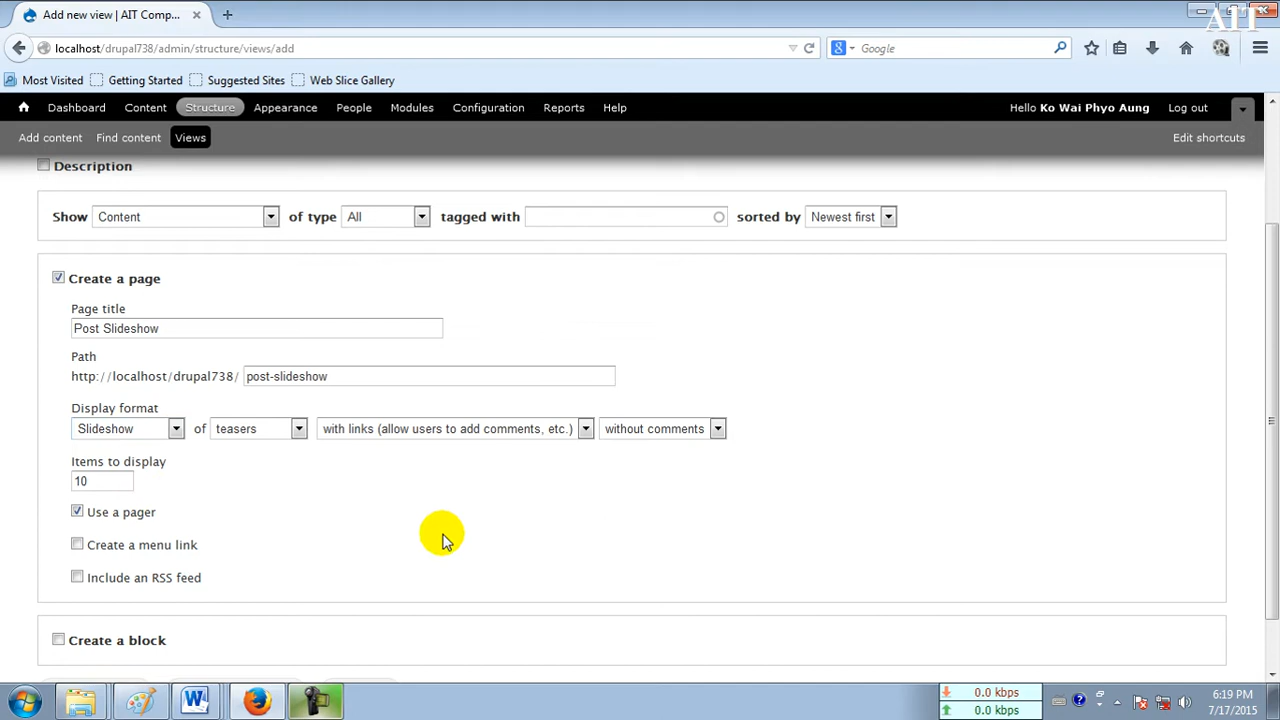 Add new view | AIT Comp...
AIT
localhost/drupal738/admin/structure/views/add
Google
Most Visited Getting Started Suggested Sites Web Slice Gallery
Dashboard Content Structure Appearance People Modules Configuration Reports Help Hello Ko Wai Phyo Aung Log out
Add content Find content Views Edit shortcuts
Description
Show Content of type All tagged with sorted by Newest first
Create a page
Page title
Post Slideshow
Path
http://localhost/drupal738/ post-slideshow
Display format
Slideshow of teasers with links (allow users to add comments, etc.) without comments
Items to display
10
Use a pager
Create a menu link
Include an RSS feed
Create a block
0.0 kbps
0.0 kbps
6:19 PM
7/17/2015